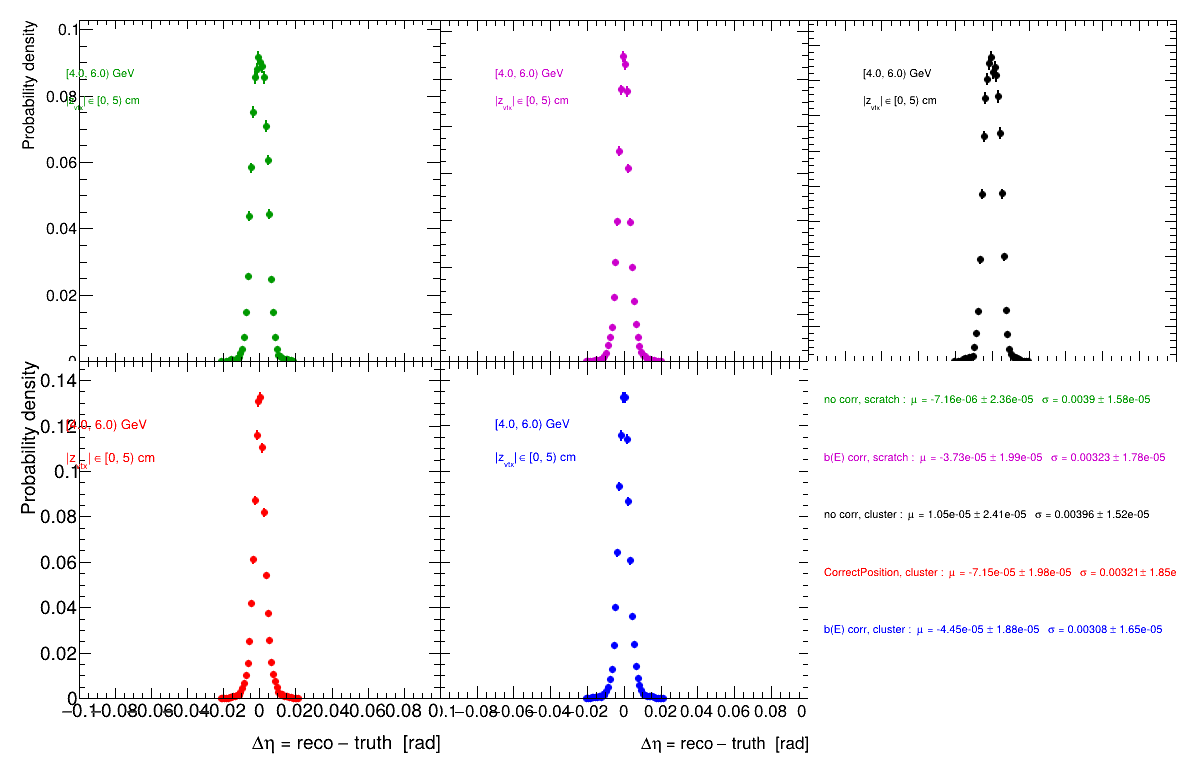 Probability density
0.1
0.08
0.06
0.04
0.02
0
[4.0, 6.0) GeV
|z_vtx| ∈ [0, 5) cm
[4.0, 6.0) GeV
|z_vtx| ∈ [0, 5) cm
[4.0, 6.0) GeV
|z_vtx| ∈ [0, 5) cm
Probability density
0.14
0.12
0.1
0.08
0.06
0.04
0.02
0
[4.0, 6.0) GeV
|z_vtx| ∈ [0, 5) cm
[4.0, 6.0) GeV
|z_vtx| ∈ [0, 5) cm
no corr, scratch : μ = -7.16e-06 ± 2.36e-05 σ = 0.0039 ± 1.58e-05
b(E) corr, scratch : μ = -3.73e-05 ± 1.99e-05 σ = 0.00323 ± 1.78e-05
no corr, cluster : μ = 1.05e-05 ± 2.41e-05 σ = 0.00396 ± 1.52e-05
CorrectPosition, cluster : μ = -7.15e-05 ± 1.98e-05 σ = 0.00321 ± 1.85e
b(E) corr, cluster : μ = -4.45e-05 ± 1.88e-05 σ = 0.00308 ± 1.65e-05
−0.1 −0.08 −0.06 −0.04 −0.02 0 0.02 0.04 0.06 0.08 0.1 −0.08 −0.06 −0.04 −0.02 0 0.02 0.04 0.06 0.08 0
Δη = reco − truth [rad]
Δη = reco − truth [rad]